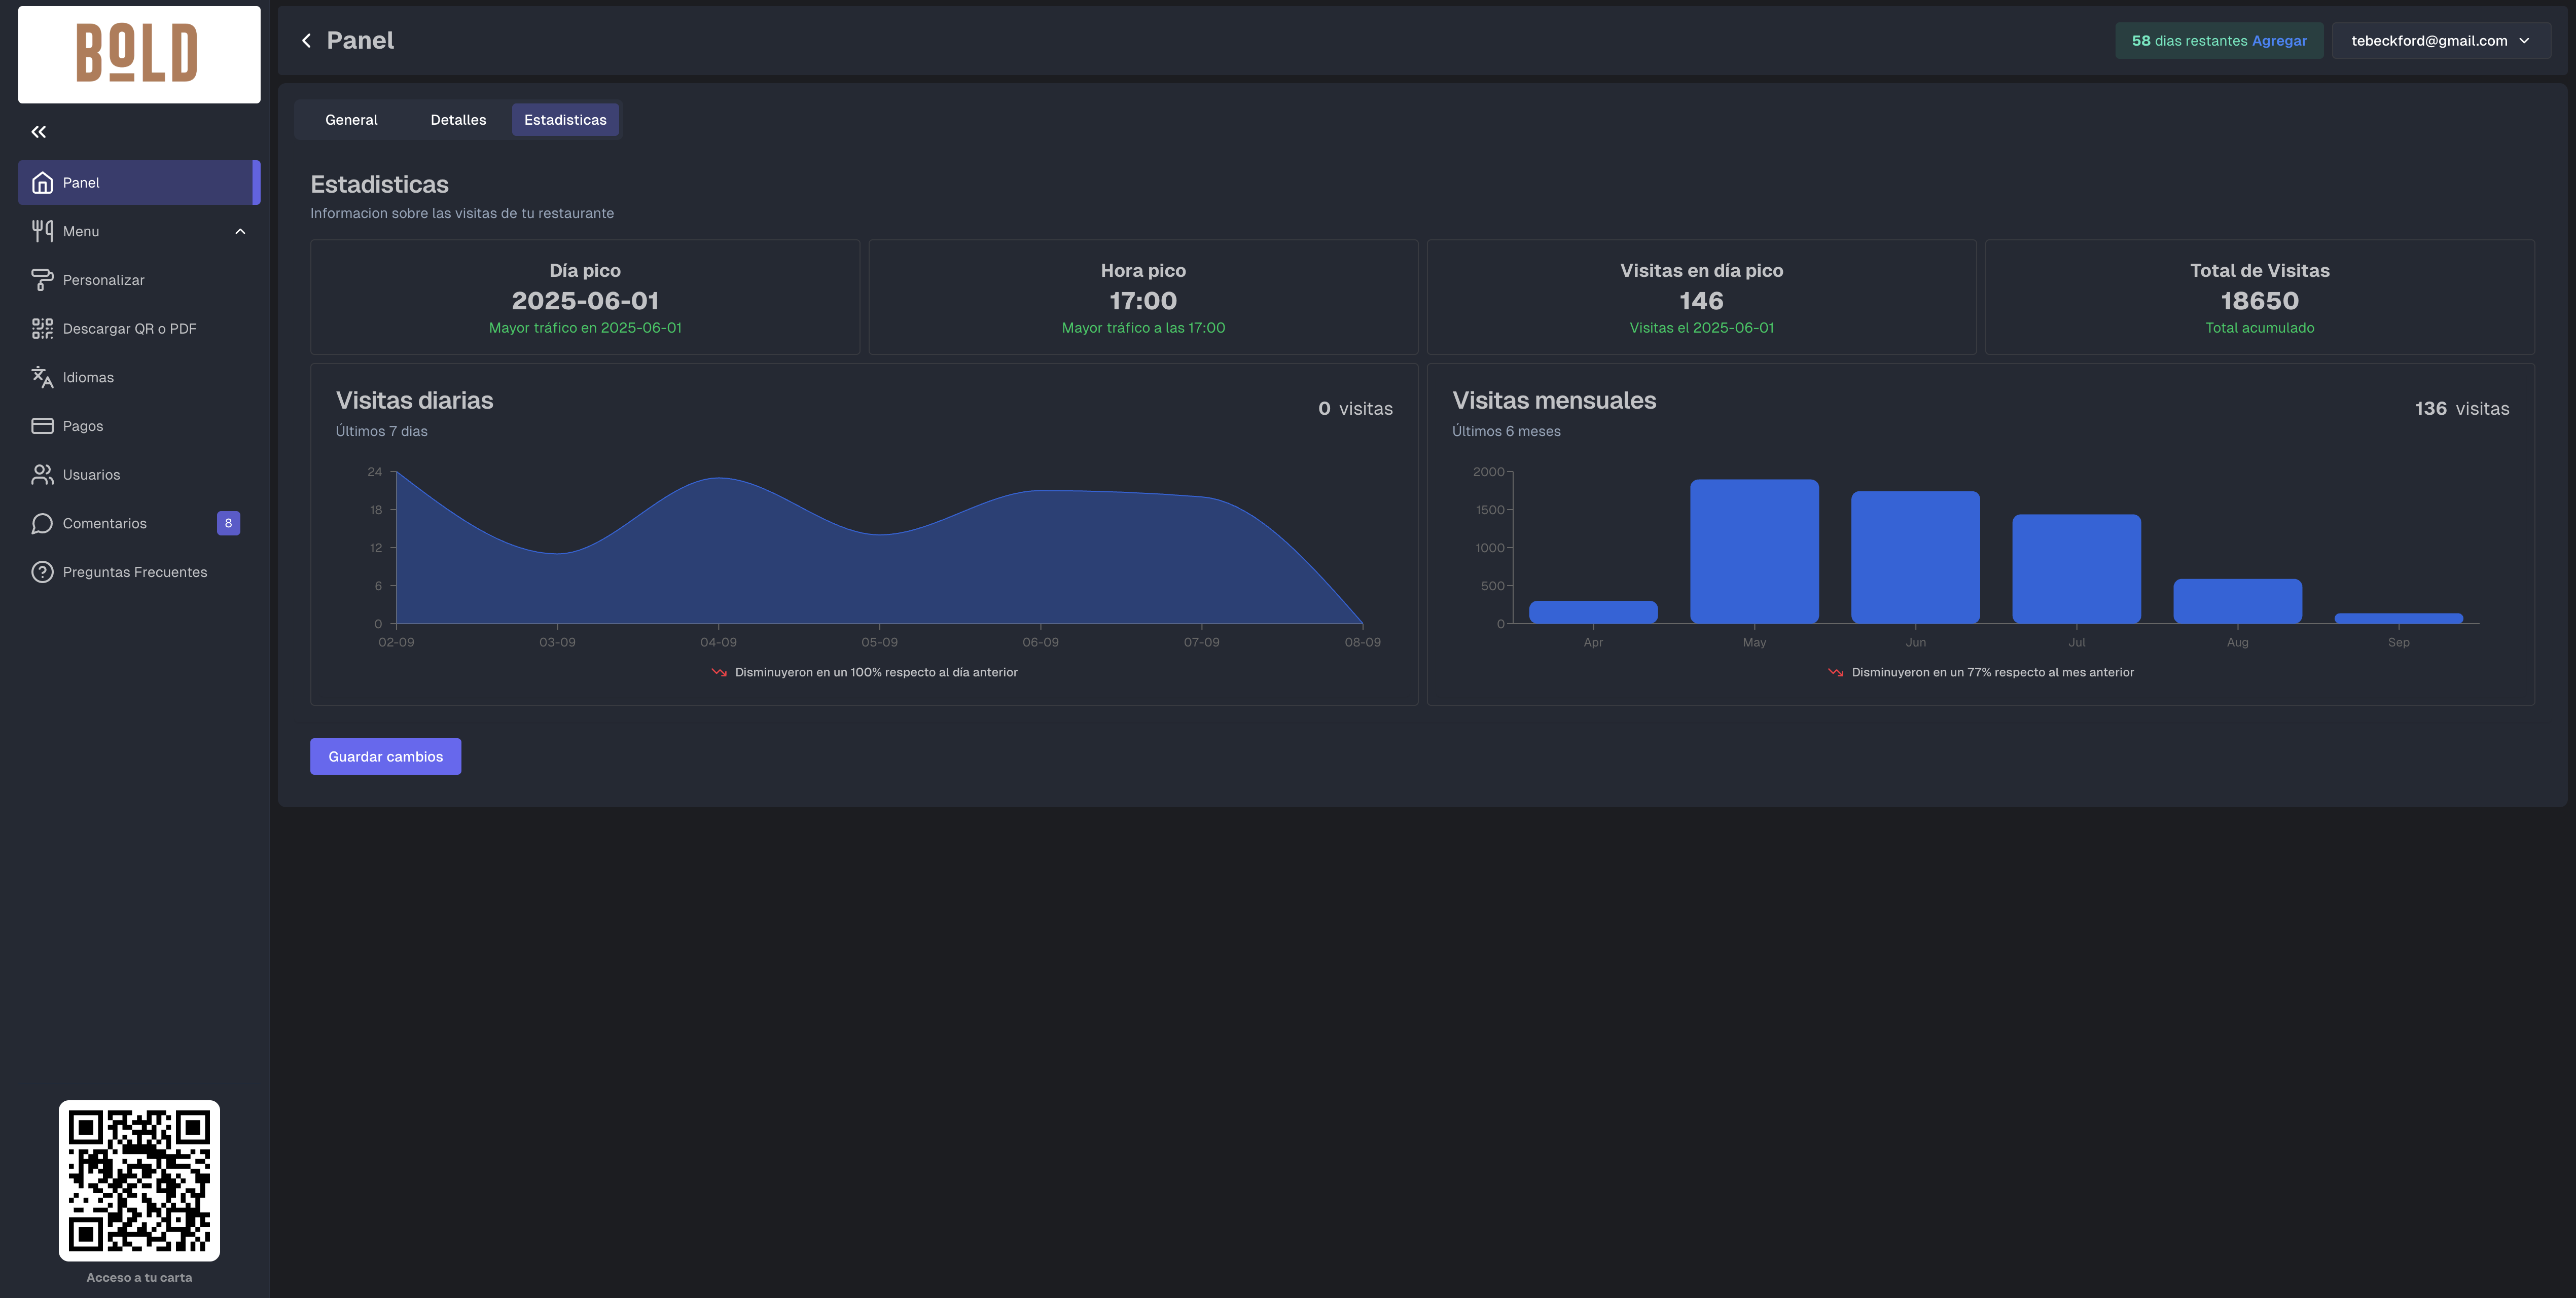 BOLD
Panel
58 dias restantes Agregar
tebeckford@gmail.com
General
Detalles
Estadisticas
Panel
Menu
Personalizar
Descargar QR o PDF
Idiomas
Pagos
Usuarios
Comentarios
8
Preguntas Frecuentes
Acceso a tu carta
Estadisticas
Informacion sobre las visitas de tu restaurante
Día pico
2025-06-01
Mayor tráfico en 2025-06-01
Hora pico
17:00
Mayor tráfico a las 17:00
Visitas en día pico
146
Visitas el 2025-06-01
Total de Visitas
18650
Total acumulado
Visitas diarias
Últimos 7 dias
0 visitas
24
18
12
6
0
02-09
03-09
04-09
05-09
06-09
07-09
08-09
Disminuyeron en un 100% respecto al día anterior
Visitas mensuales
Últimos 6 meses
136 visitas
2000
1500
1000
500
0
Apr
May
Jun
Jul
Aug
Sep
Disminuyeron en un 77% respecto al mes anterior
Guardar cambios